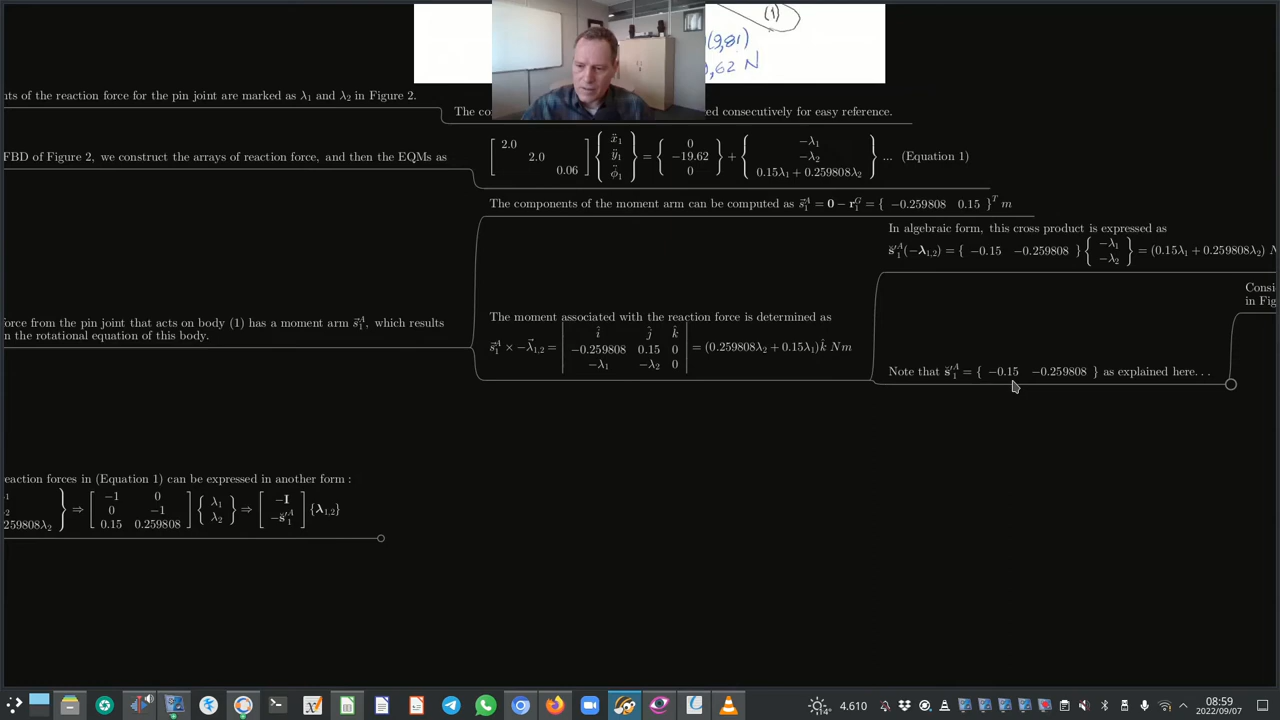 (1)
(9,81)
,62 N
nts of the reaction force for the pin joint are marked as λ₁ and λ₂ in Figure 2.
The co
ed consecutively for easy reference.
FBD of Figure 2, we construct the arrays of reaction force, and then the EQMs as
[ 2.0 2.0 0.06 ] { ẍ₁ ÿ₁ ϕ̈₁ } = { 0 −19.62 0 } + { −λ₁ −λ₂ 0.15λ₁ + 0.259808λ₂ } ... (Equation 1)
The components of the moment arm can be computed as s⃗₁ᴬ = 0 − r₁ᴳ = { −0.259808 0.15 }ᵀ m
In algebraic form, this cross product is expressed as
s̆′₁ᴬ(−λ₁,₂) = { −0.15 −0.259808 } { −λ₁ −λ₂ } = (0.15λ₁ + 0.259808λ₂) N
Consi
in Fig
force from the pin joint that acts on body (1) has a moment arm s⃗₁ᴬ, which results
n the rotational equation of this body.
The moment associated with the reaction force is determined as
s⃗₁ᴬ × −λ⃗₁,₂ = | î ĵ k̂ −0.259808 0.15 0 −λ₁ −λ₂ 0 | = (0.259808λ₂ + 0.15λ₁)k̂ Nm
Note that s̆′₁ᴬ = { −0.15 −0.259808 } as explained here. . .
eaction forces in (Equation 1) can be expressed in another form :
259808λ₂ } ⇒ [ −1 0 0 −1 0.15 0.259808 ] { λ₁ λ₂ } ⇒ [ −I −s̆′₁ᴬ ] {λ₁,₂}
14°
4.610
08:59
2022/09/07